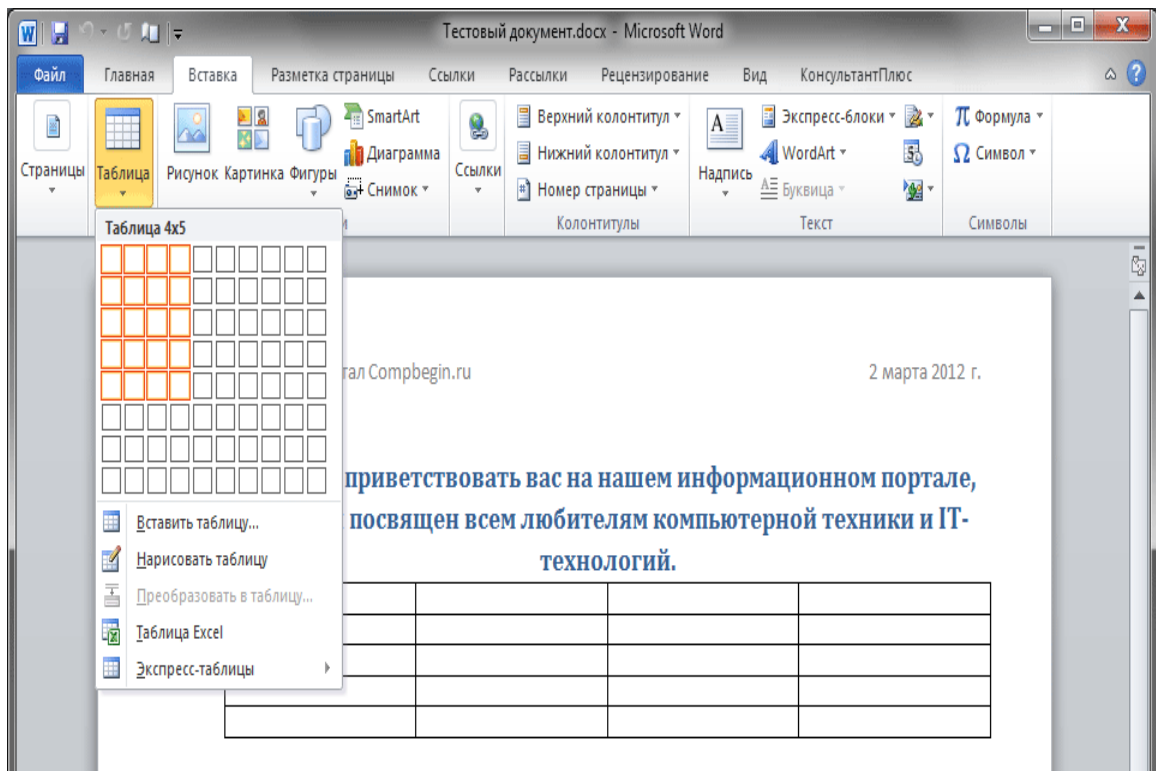 Тестовый документ.docx - Microsoft Word
Файл Главная Вставка Разметка страницы Ссылки Рассылки Рецензирование Вид КонсультантПлюс
Страницы
Таблица
Рисунок
Картинка
Фигуры
SmartArt
Диаграмма
Снимок
Ссылки
Верхний колонтитул
Нижний колонтитул
Номер страницы
Колонтитулы
Надпись
Экспресс-блоки
WordArt
Буквица
Текст
Формула
Символ
Символы
Таблица 4x5
Вставить таблицу...
Нарисовать таблицу
Преобразовать в таблицу...
Таблица Excel
Экспресс-таблицы
Compbegin.ru
2 марта 2012 г.
приветствовать вас на нашем информационном портале,
посвящен всем любителям компьютерной техники и IT-
технологий.